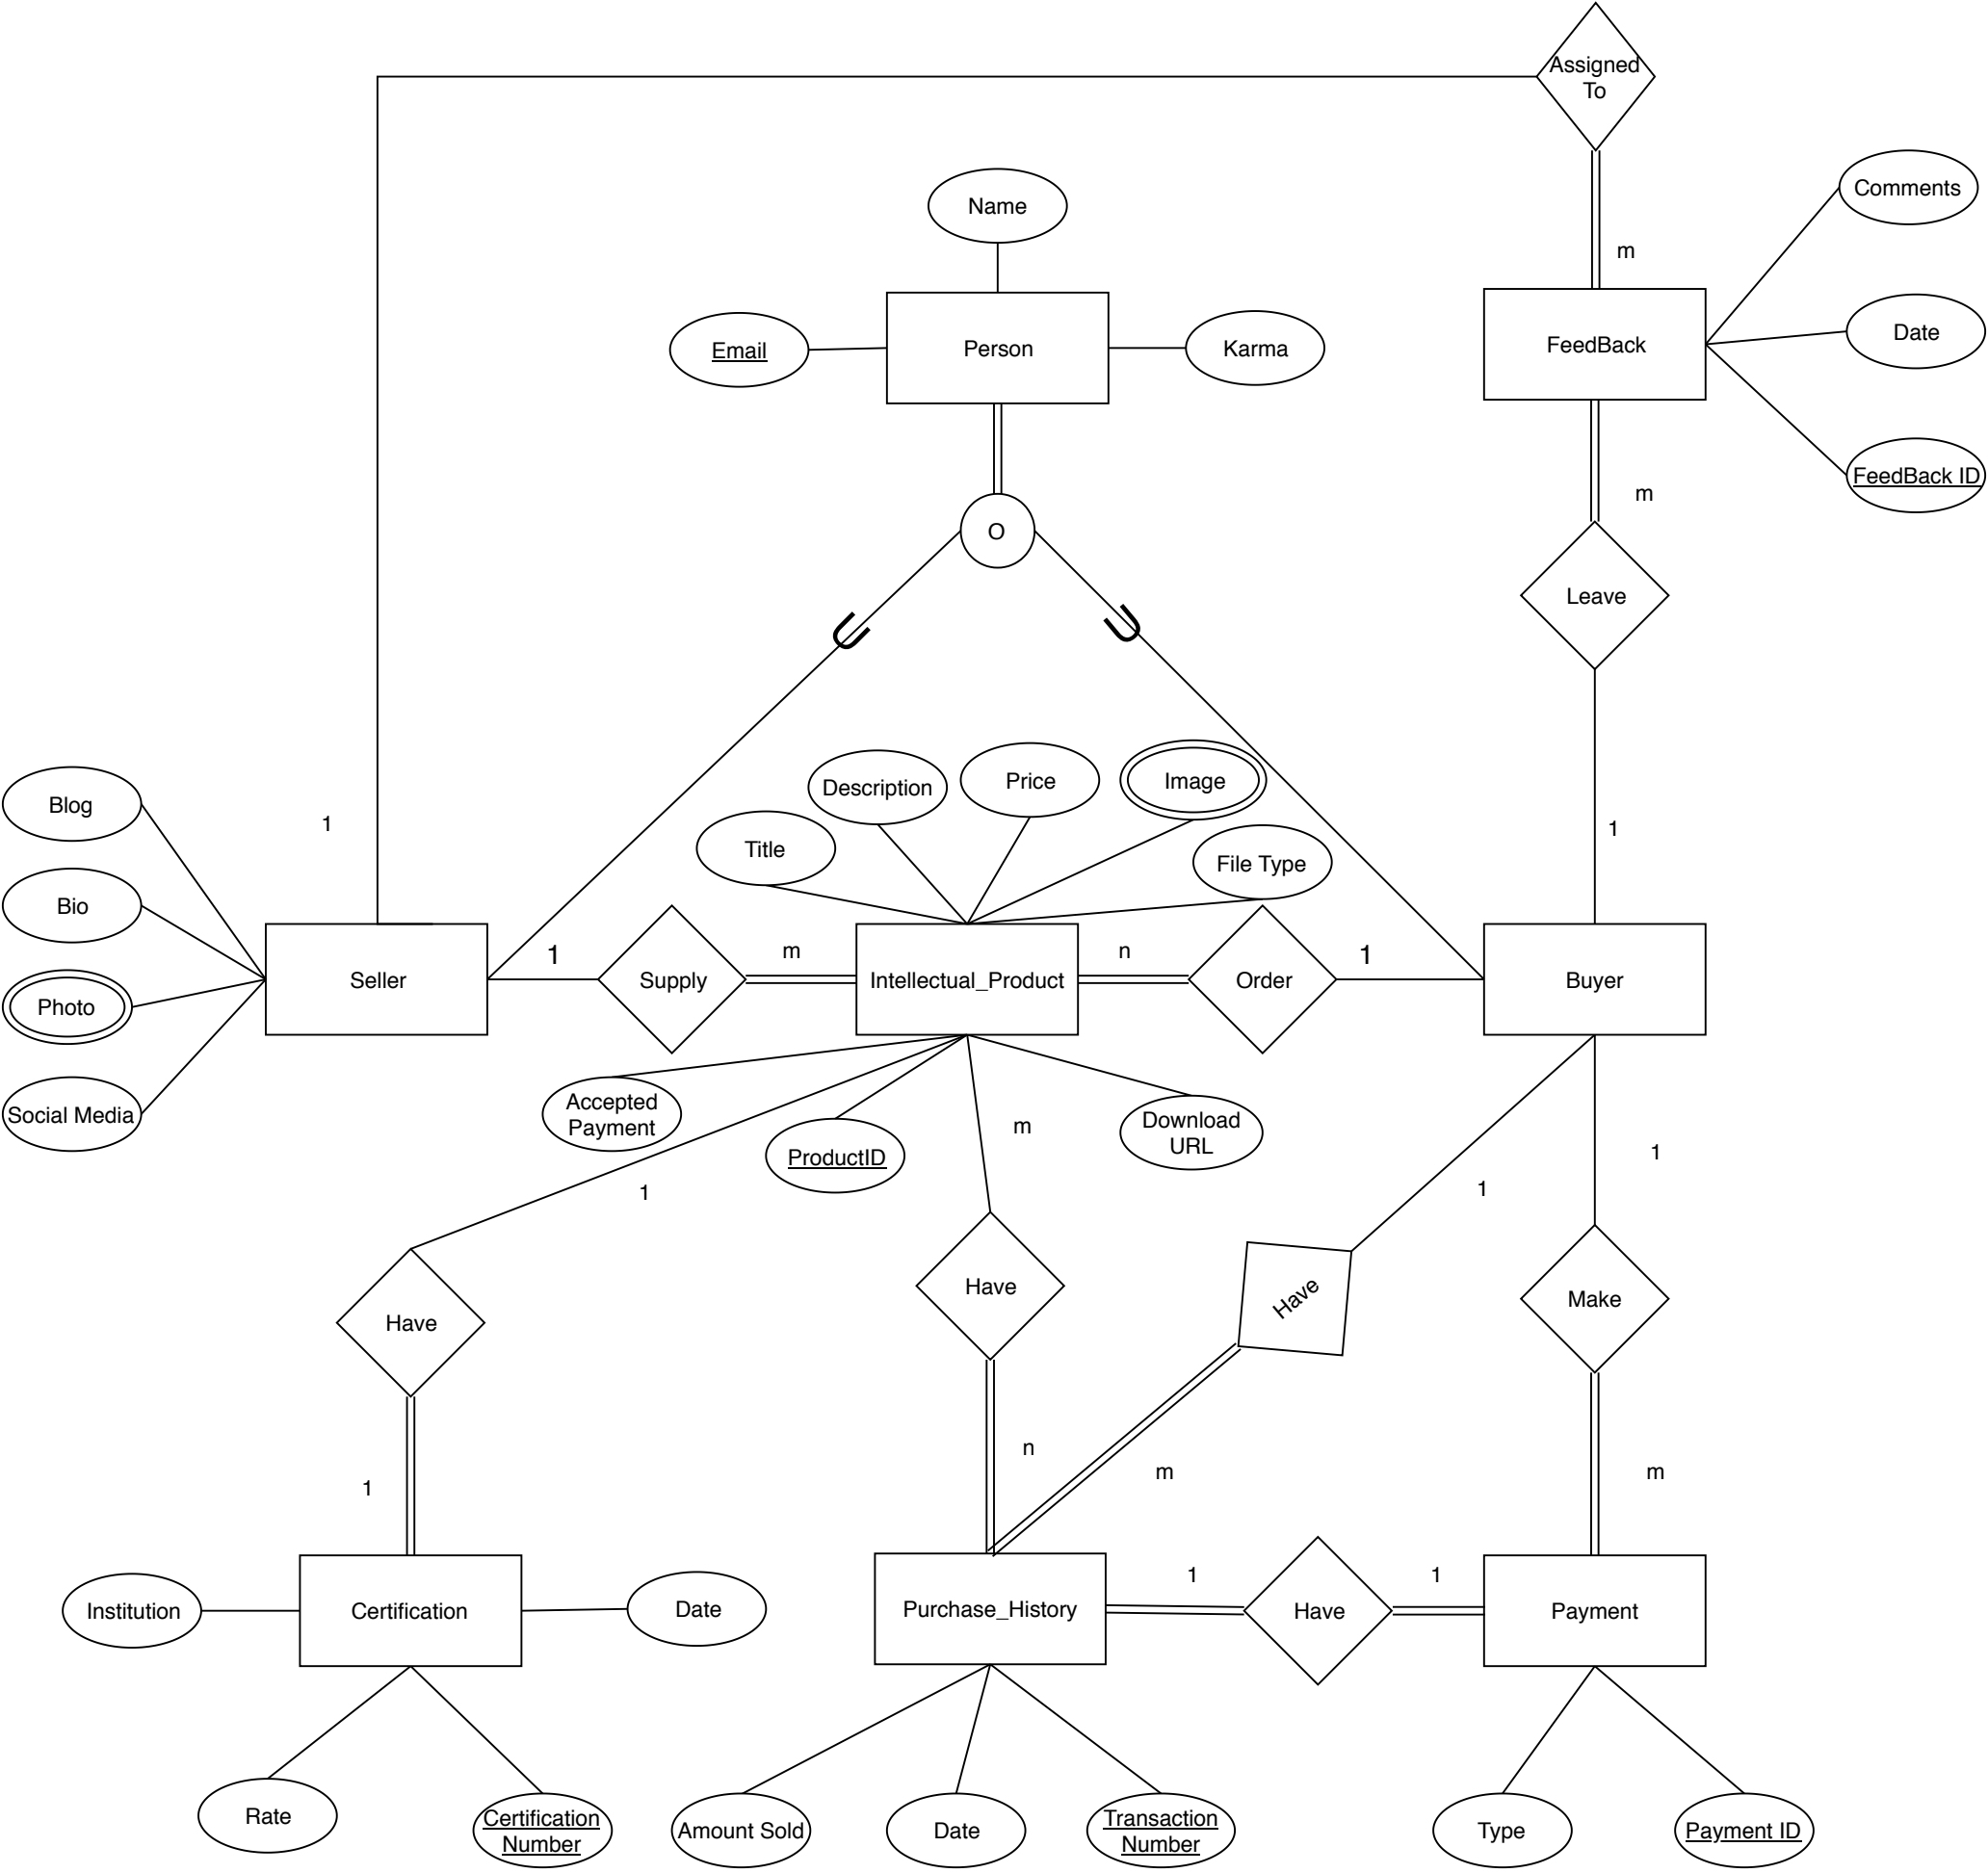 Assigned
To
Comments
Name
m
Date
Email
Person
Karma
FeedBack
FeedBack ID
m
O
Leave
Blog
1
Description
Price
Image
1
Title
File Type
Bio
1
m
n
1
Seller
Supply
Intellectual_Product
Order
Buyer
Photo
Social Media
Accepted
Payment
ProductID
m
Download
URL
1
1
1
Have
Have
Have
Make
1
n
m
m
1
1
Institution
Certification
Date
Purchase_History
Have
Payment
Rate
Certification
Number
Amount Sold
Date
Transaction
Number
Type
Payment ID